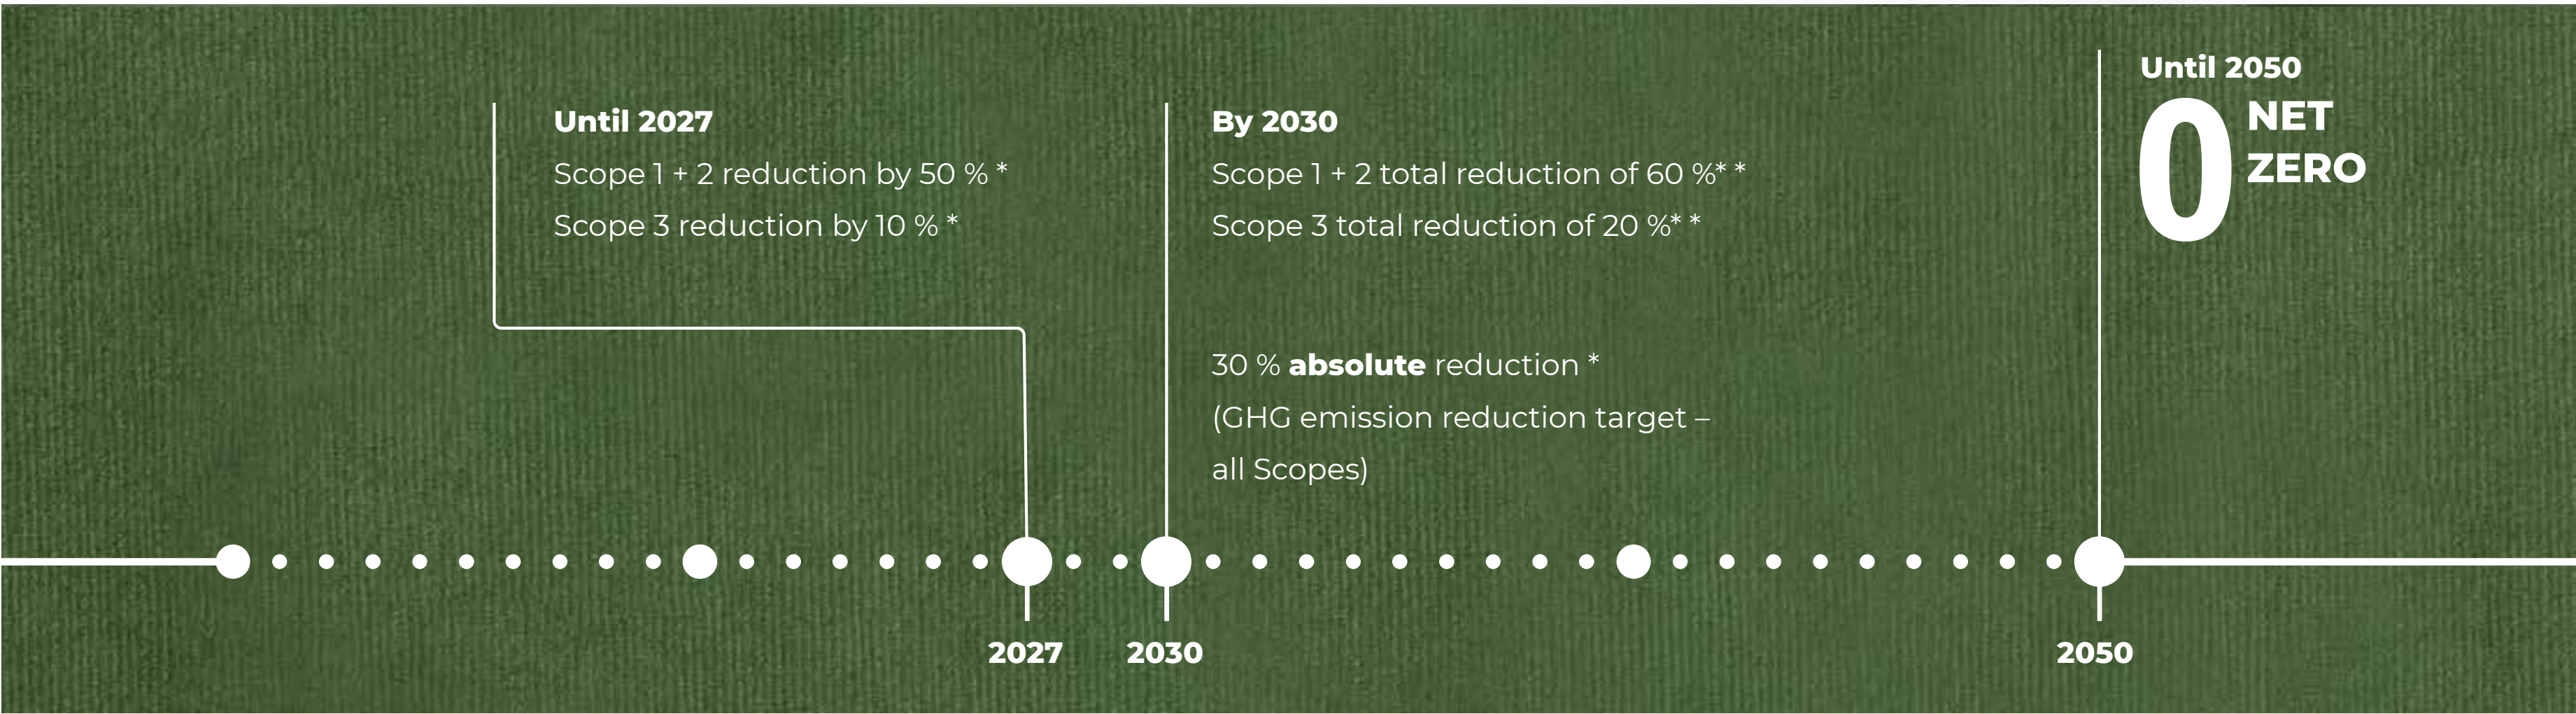 Until 2027
Scope 1 + 2 reduction by 50 % *
Scope 3 reduction by 10 % *
By 2030
Scope 1 + 2 total reduction of 60 %* *
Scope 3 total reduction of 20 %* *
30 % absolute reduction *
(GHG emission reduction target –
all Scopes)
Until 2050
0 NET
ZERO
2027
2030
2050